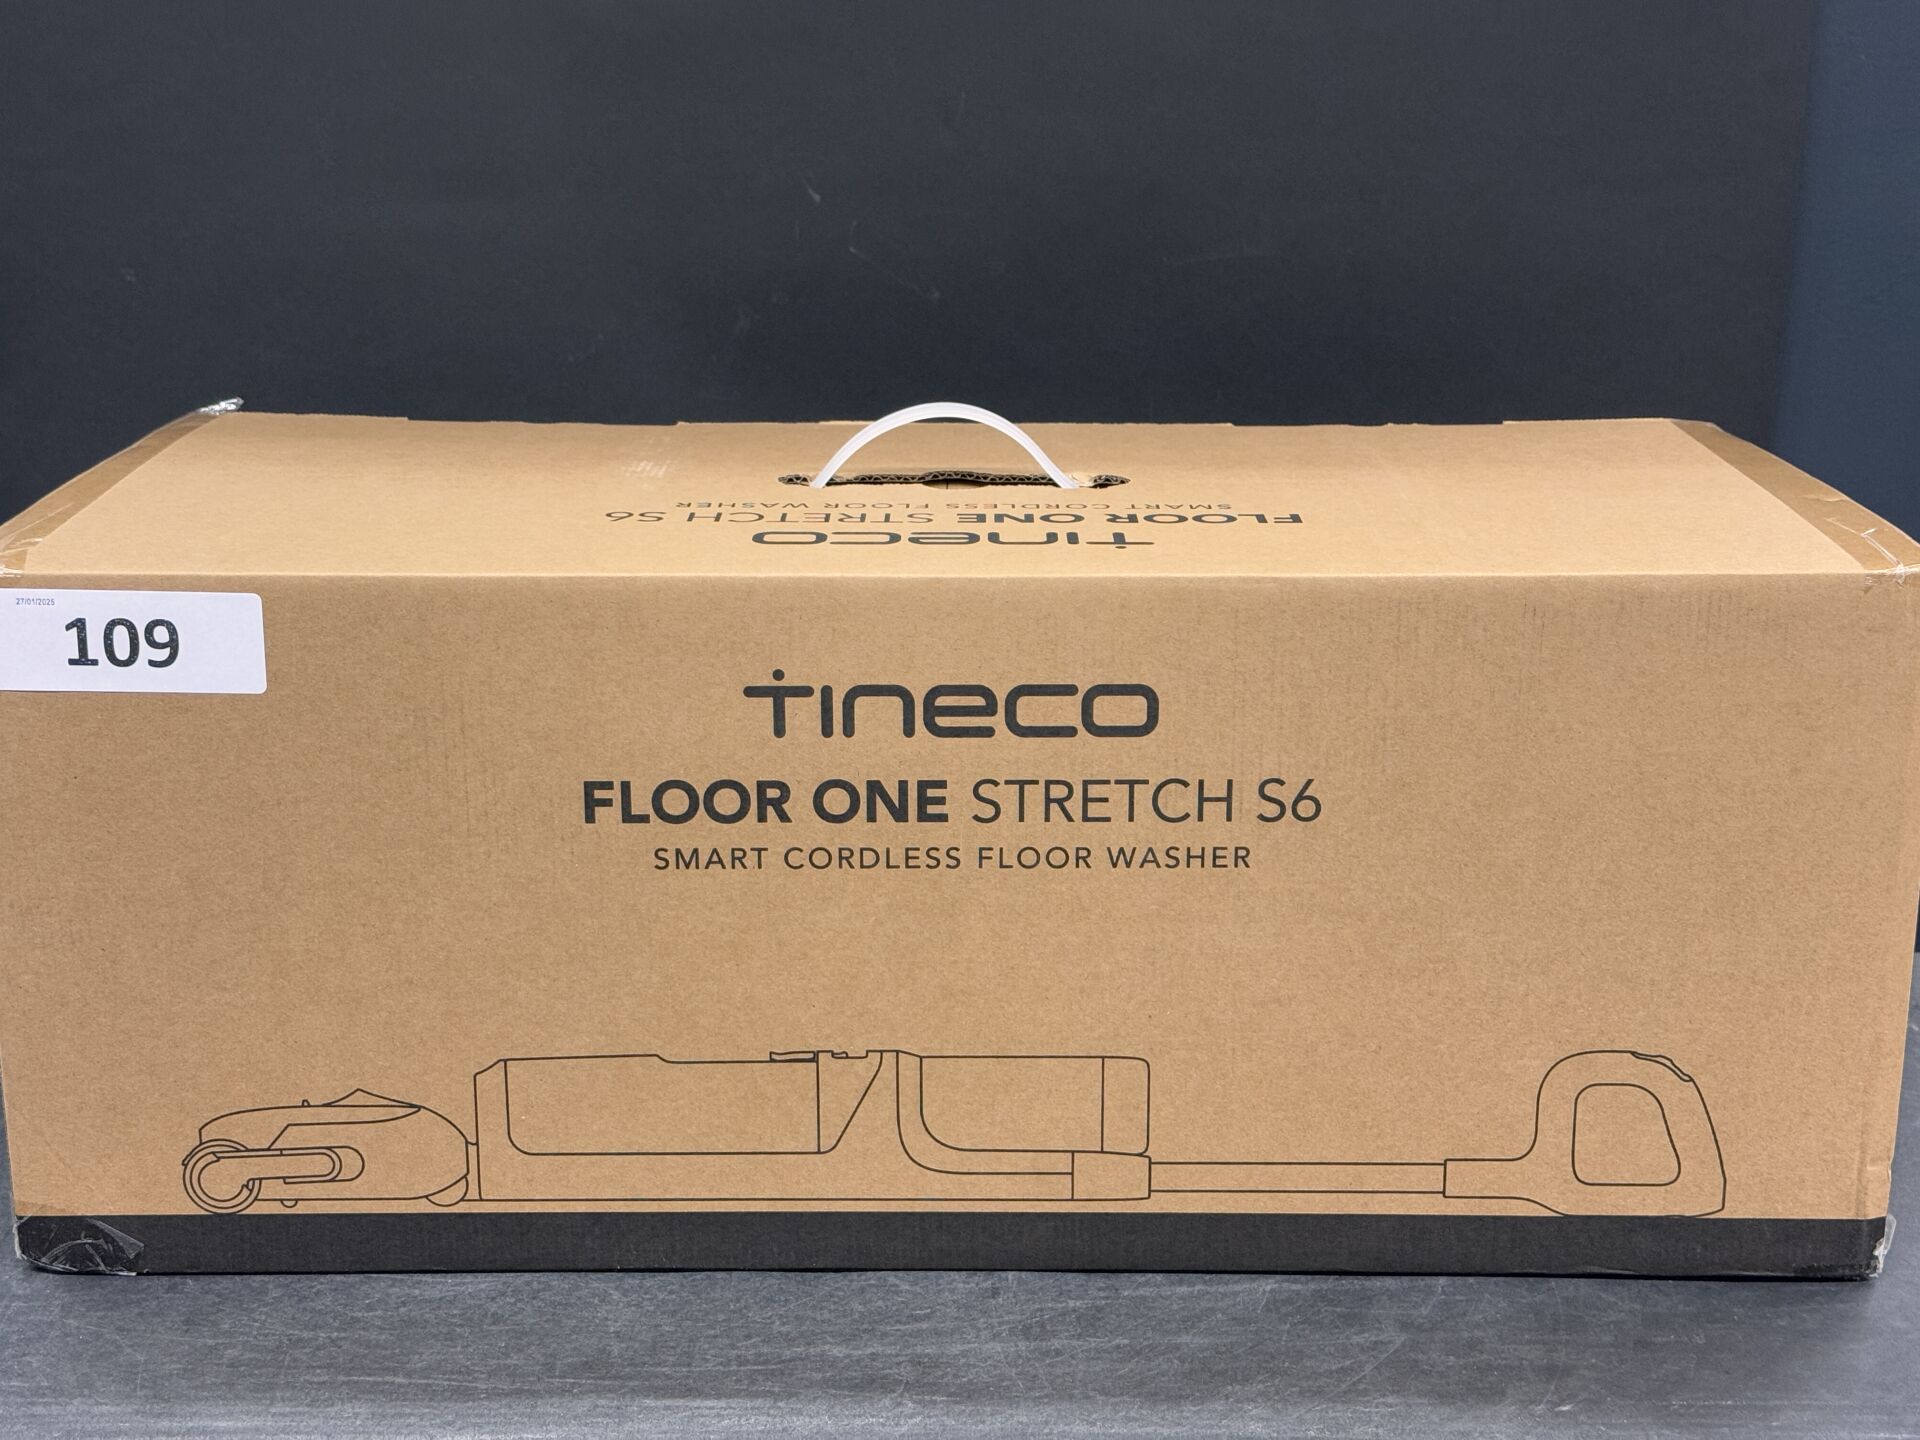 SMART CORDLESS FLOOR WASHER
FLOOR ONE STRETCH S6
tineco
27/01/2025
109
tineco
FLOOR ONE STRETCH S6
SMART CORDLESS FLOOR WASHER